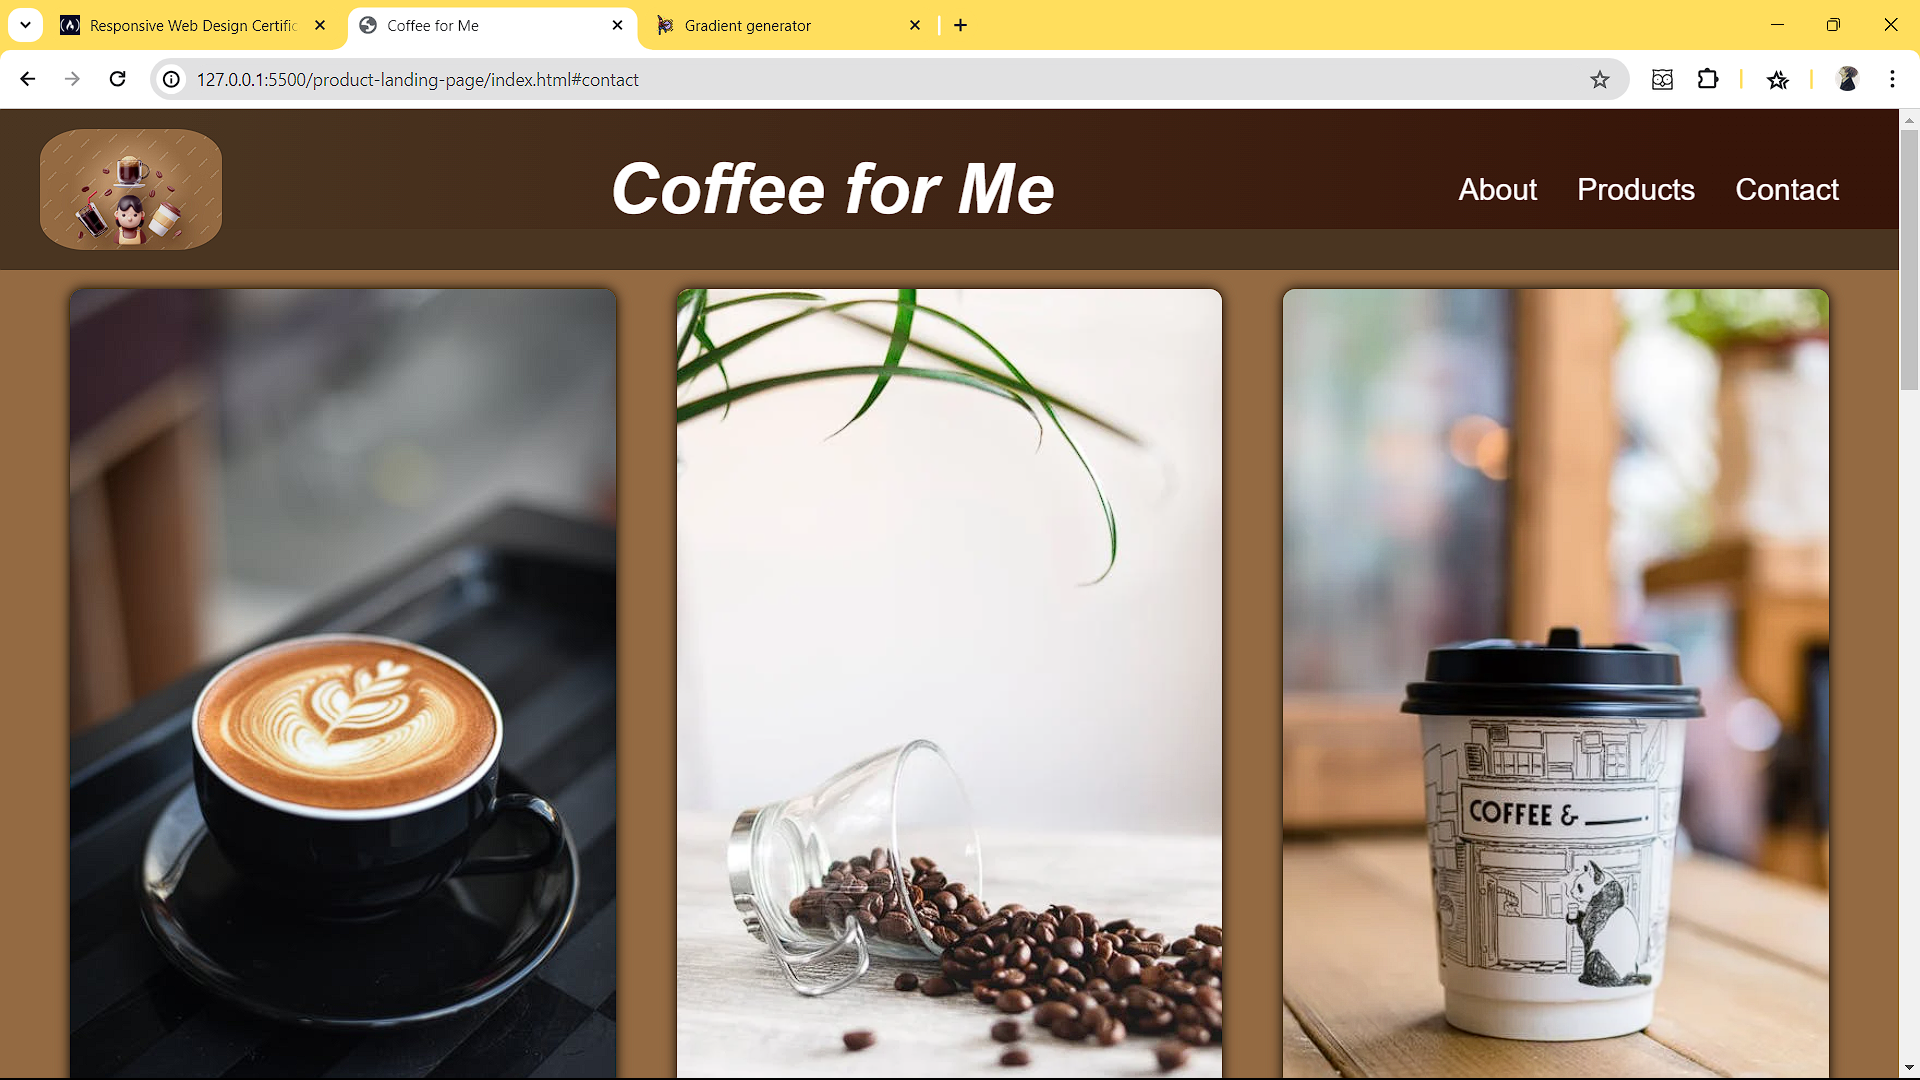 Responsive Web Design Certific
Coffee for Me
Gradient generator
127.0.0.1:5500/product-landing-page/index.html#contact
Coffee for Me
About
Products
Contact
COFFEE & ____.